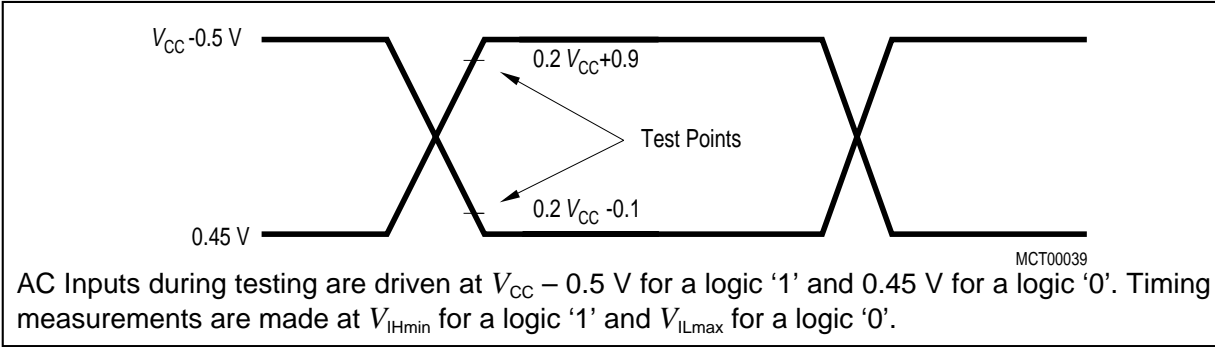 V_CC -0.5 V
0.2 V_CC+0.9
Test Points
0.2 V_CC -0.1
0.45 V
MCT00039
AC Inputs during testing are driven at V_CC – 0.5 V for a logic ‘1’ and 0.45 V for a logic ‘0’. Timing
measurements are made at V_IHmin for a logic ‘1’ and V_ILmax for a logic ‘0’.